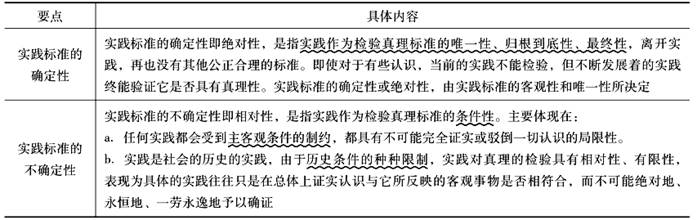 要点
具体内容
实践标准的
确定性
实践标准的确定性即绝对性，是指实践作为检验真理标准的唯一性、归根到底性、最终性，离开实
践，再也没有其他公正合理的标准。即使对于有些认识，当前的实践不能检验，但不断发展着的实践
终能验证它是否具有真理性。实践标准的确定性或绝对性，由实践标准的客观性和唯一性所决定
实践标准的
不确定性
实践标准的不确定性即相对性，是指实践作为检验真理标准的条件性。主要体现在：
a．任何实践都会受到主客观条件的制约，都具有不可能完全证实或驳倒一切认识的局限性。
b．实践是社会的历史的实践，由于历史条件的种种限制，实践对真理的检验具有相对性、有限性，
表现为具体的实践往往只是在总体上证实认识与它所反映的客观事物是否相符合，而不可能绝对地、
永恒地、一劳永逸地予以确证